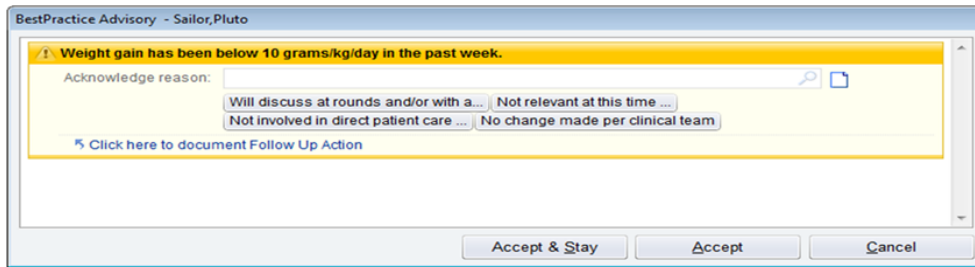 BestPractice Advisory - Sailor,Pluto
Weight gain has been below 10 grams/kg/day in the past week.
Acknowledge reason:
Will discuss at rounds and/or with a... Not relevant at this time ...
Not involved in direct patient care ... No change made per clinical team
Click here to document Follow Up Action
Accept & Stay Accept Cancel